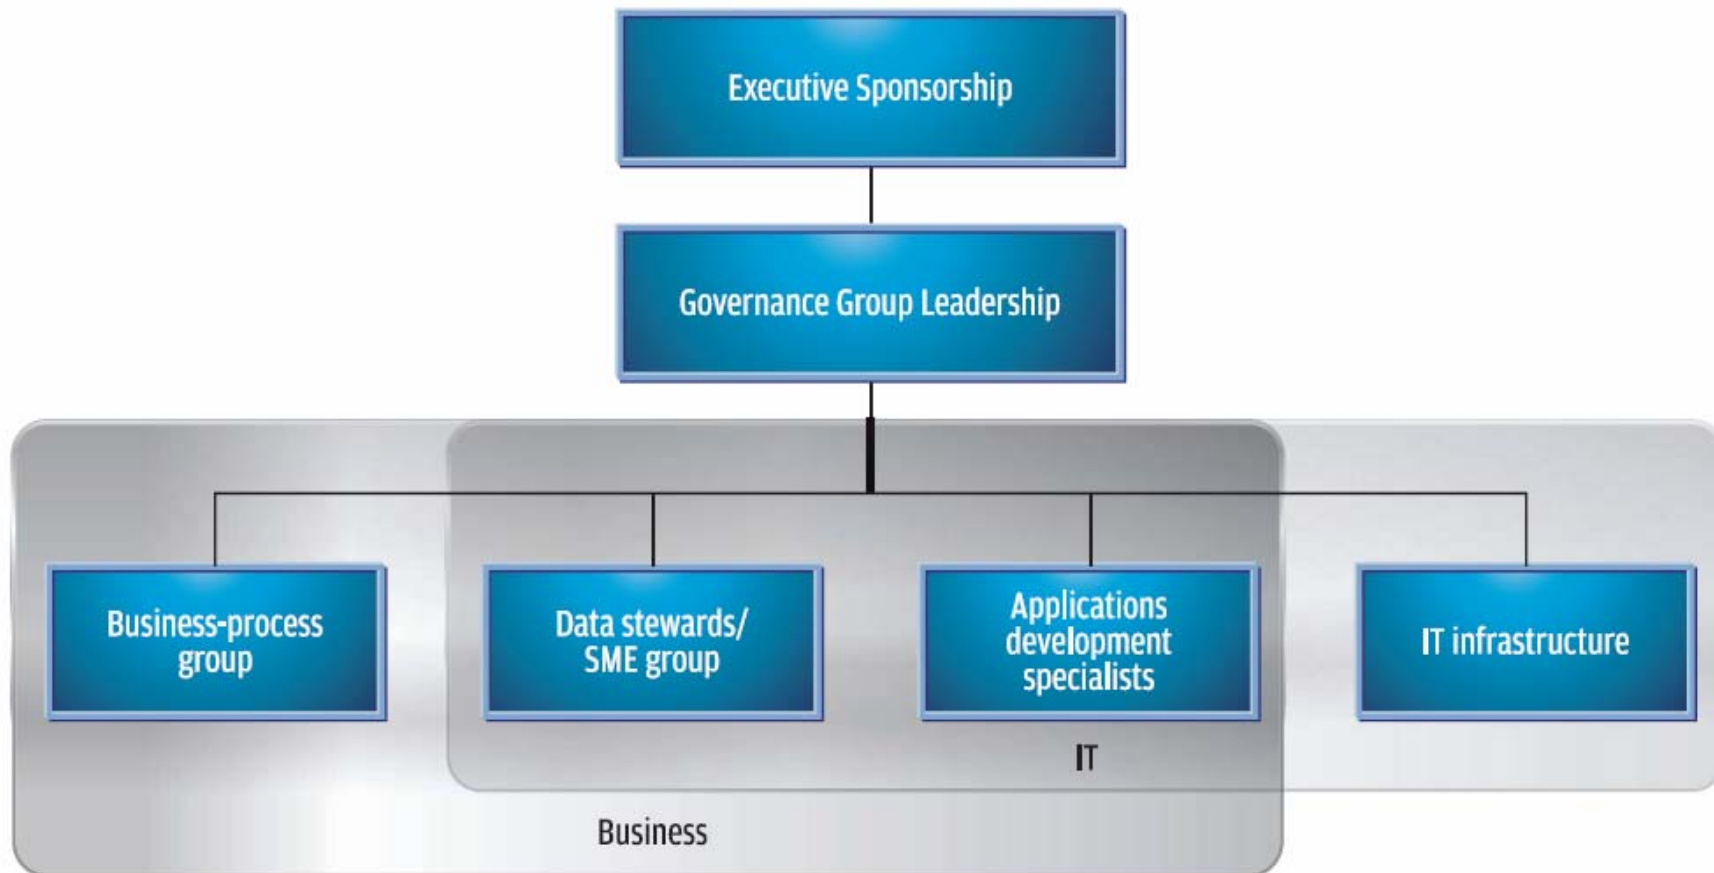 Executive Sponsorship
Governance Group Leadership
Business-process
group
Data stewards/
SME group
Applications
development
specialists
IT infrastructure
IT
Business